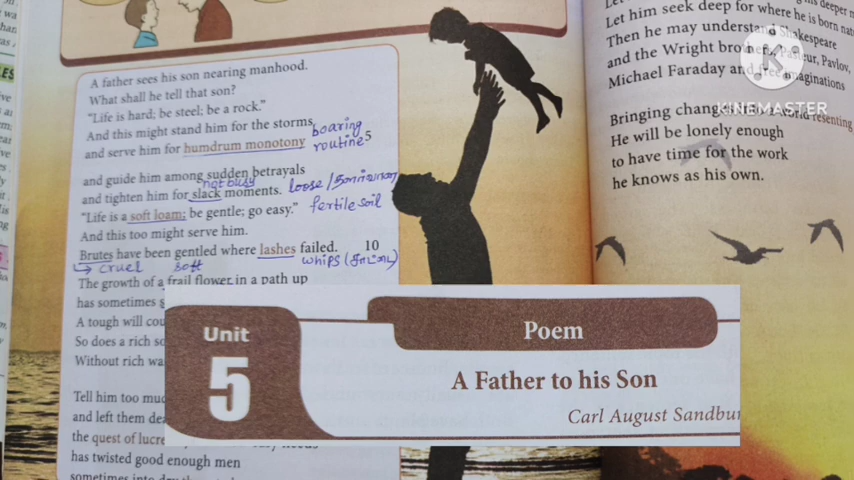 A father sees his son nearing manhood.
What shall he tell that son?
"Life is hard; be steel; be a rock."
And this might stand him for the storms
and serve him for humdrum monotony 5
boaring
routine
and guide him among sudden betrayals
and tighten him for slack moments.
not busy
loose /
"Life is a soft loam; be gentle; go easy."
fertile soil
And this too might serve him.
Brutes have been gentled where lashes failed. 10
→ cruel soft whips
The growth of a frail flower in a path up
has sometimes
A tough will
So does a rich
Without rich
Tell him too
and left them
the quest of lucre
has twisted good enough men
sometimes into
Unit
5
Poem
A Father to his Son
Carl August
Let him seek deep for where he is born
Then he may understand Shakespeare
and the Wright brothers, Pasteur, Pavlov,
Michael Faraday and free imaginations
Bringing changes into a world resenting
He will be lonely enough
to have time for the work
he knows as his own.
KINEMASTER